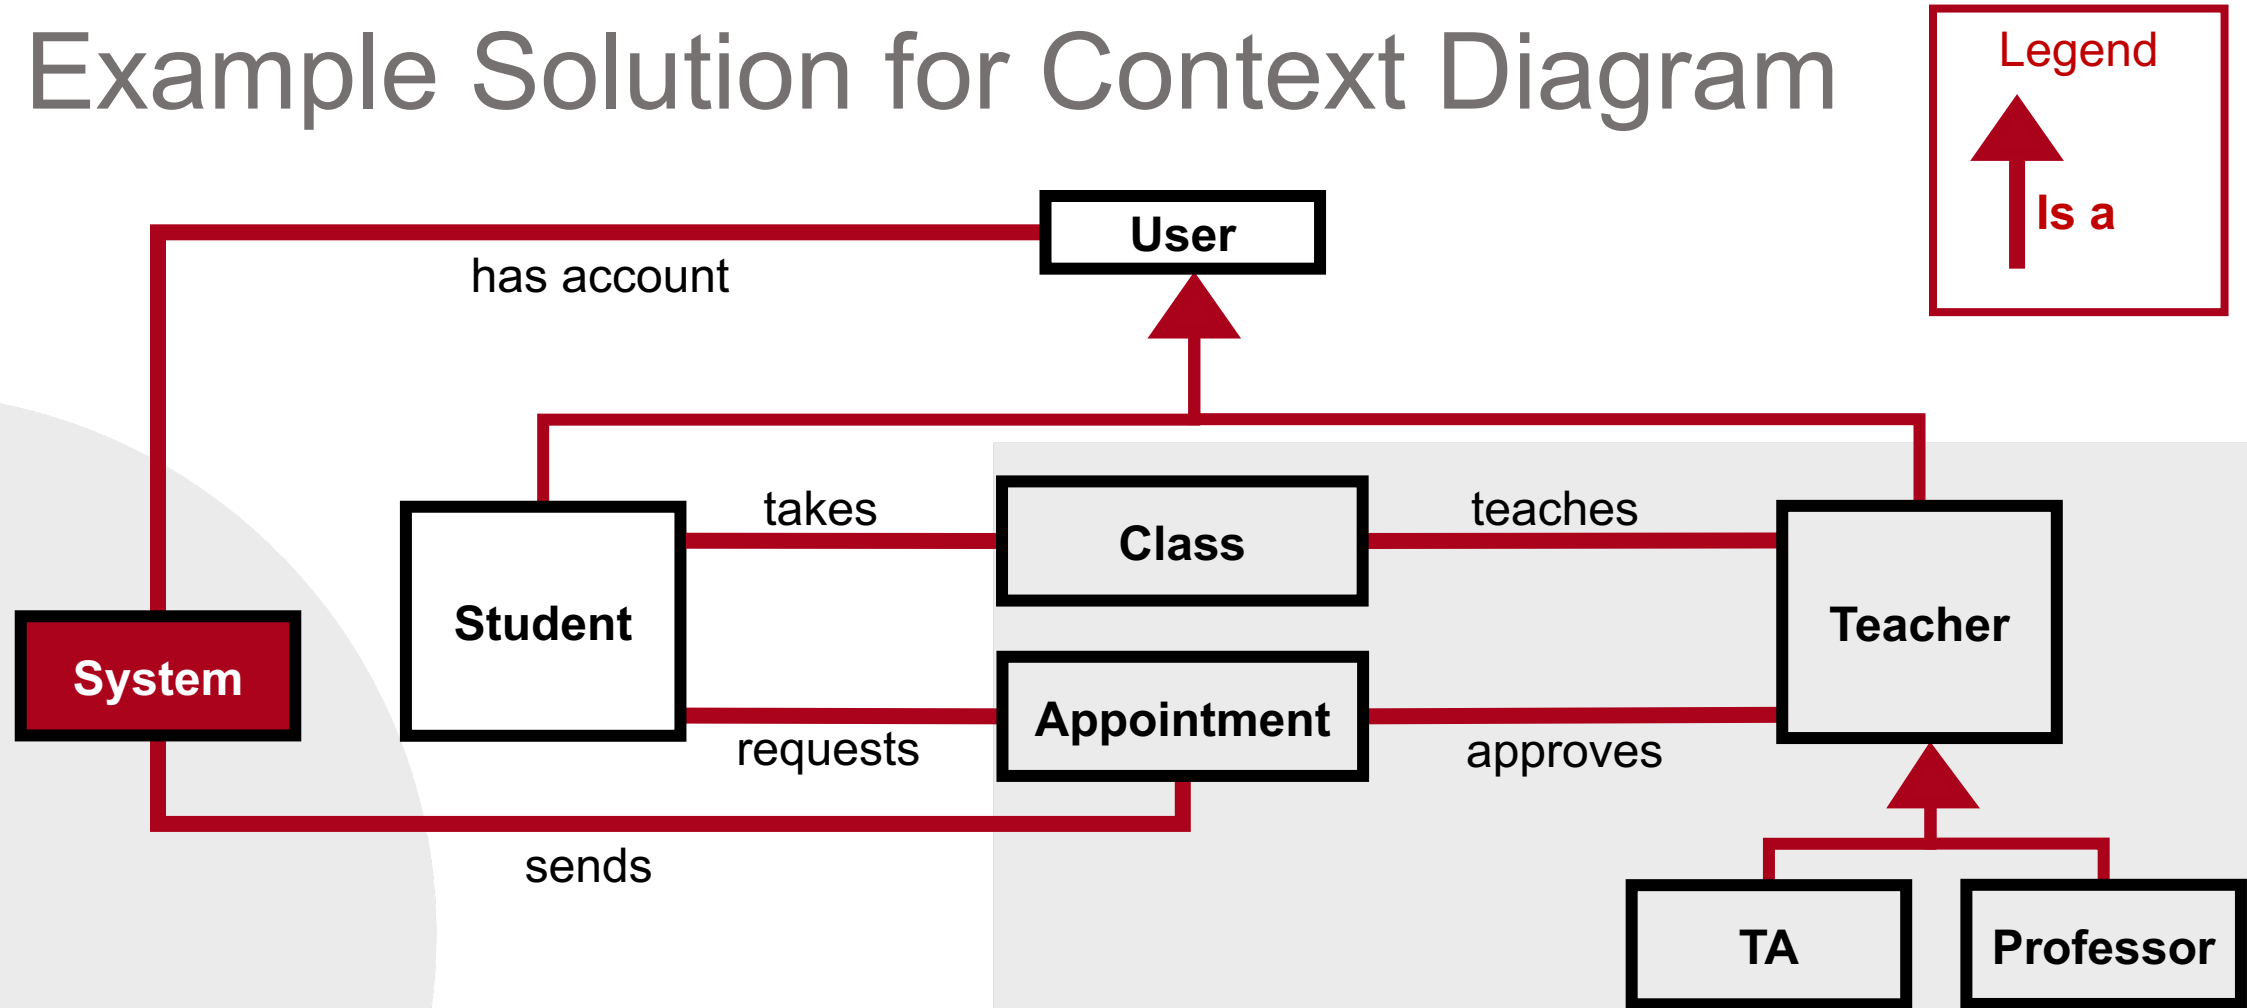 Example Solution for Context Diagram
Legend
Is a
User
has account
takes
Class
teaches
Student
Teacher
System
Appointment
requests
approves
sends
TA
Professor